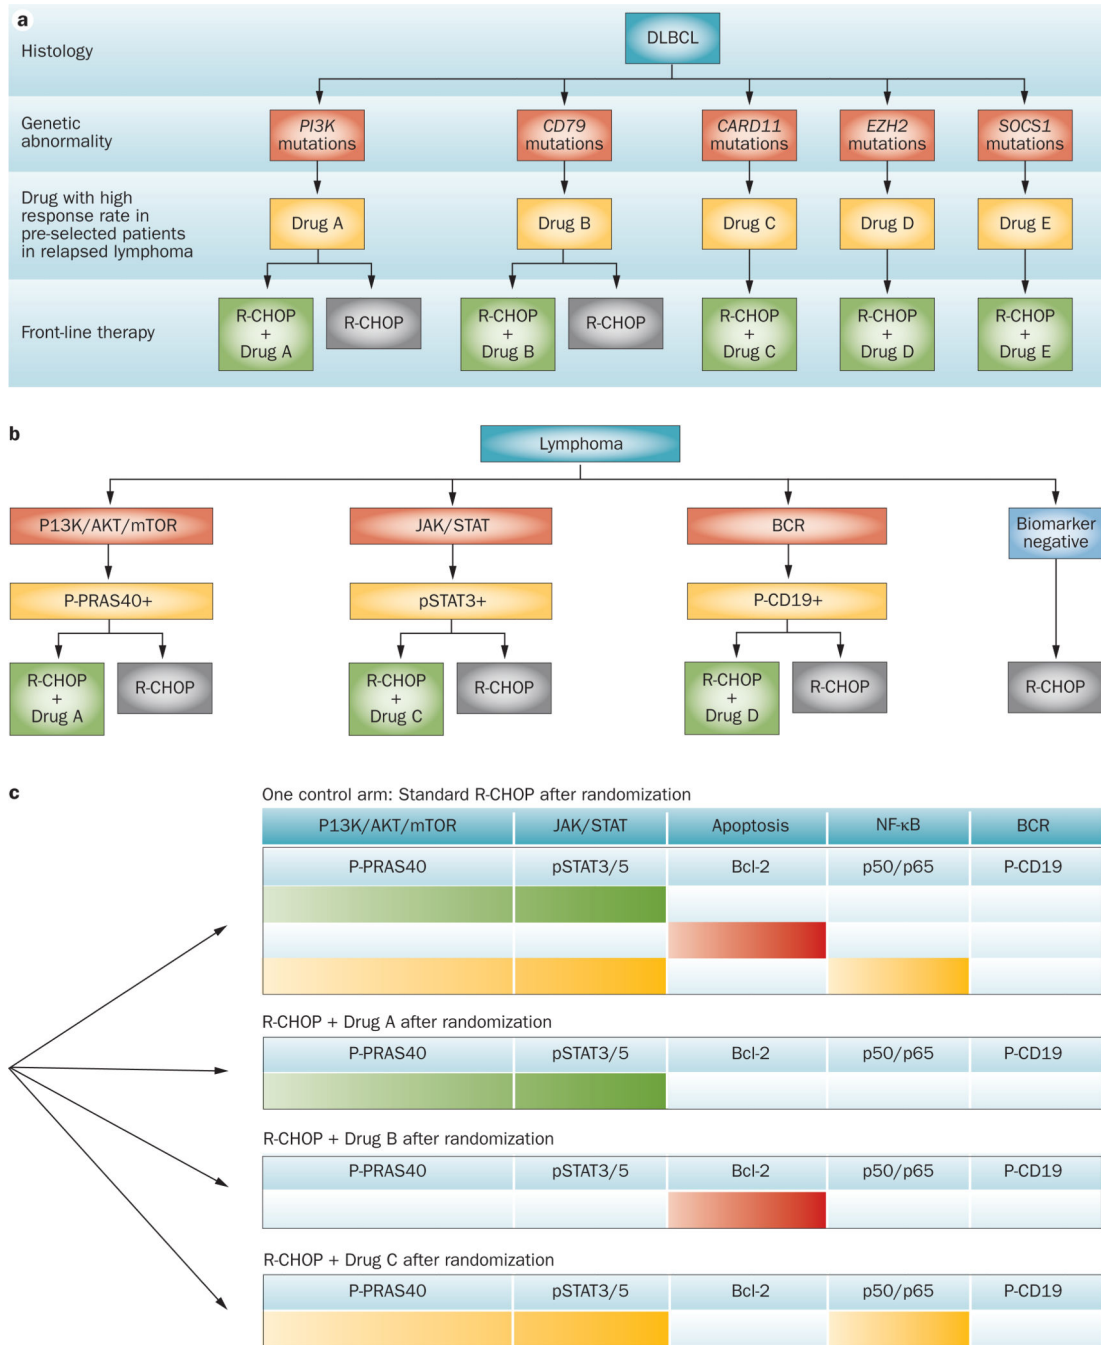 a
Histology
DLBCL
Genetic
abnormality
PI3K
mutations
CD79
mutations
CARD11
mutations
EZH2
mutations
SOCS1
mutations
Drug with high
response rate in
pre-selected patients
in relapsed lymphoma
Drug A
Drug B
Drug C
Drug D
Drug E
Front-line therapy
R-CHOP
+
Drug A
R-CHOP
R-CHOP
+
Drug B
R-CHOP
R-CHOP
+
Drug C
R-CHOP
+
Drug D
R-CHOP
+
Drug E
b
Lymphoma
P13K/AKT/mTOR
JAK/STAT
BCR
Biomarker
negative
P-PRAS40+
pSTAT3+
P-CD19+
R-CHOP
+
Drug A
R-CHOP
R-CHOP
+
Drug C
R-CHOP
R-CHOP
+
Drug D
R-CHOP
R-CHOP
c
One control arm: Standard R-CHOP after randomization
P13K/AKT/mTOR JAK/STAT Apoptosis NF-κB BCR
P-PRAS40 pSTAT3/5 Bcl-2 p50/p65 P-CD19
R-CHOP + Drug A after randomization
P-PRAS40 pSTAT3/5 Bcl-2 p50/p65 P-CD19
R-CHOP + Drug B after randomization
P-PRAS40 pSTAT3/5 Bcl-2 p50/p65 P-CD19
R-CHOP + Drug C after randomization
P-PRAS40 pSTAT3/5 Bcl-2 p50/p65 P-CD19